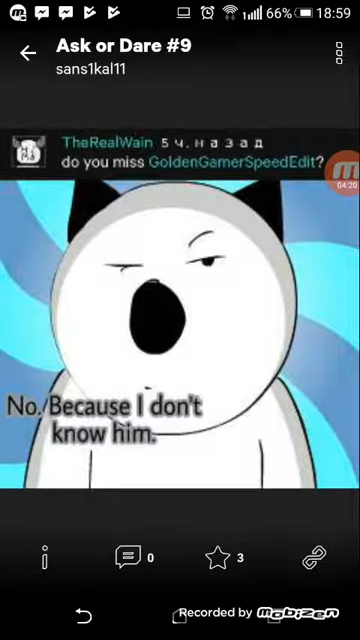 66% 18:59
Ask or Dare #9
sans1kal11
TheRealWain 5 ч. назад
do you miss GoldenGamerSpeedEdit?
04:20
No. Because I don't
know him.
0
3
Recorded by mobizen